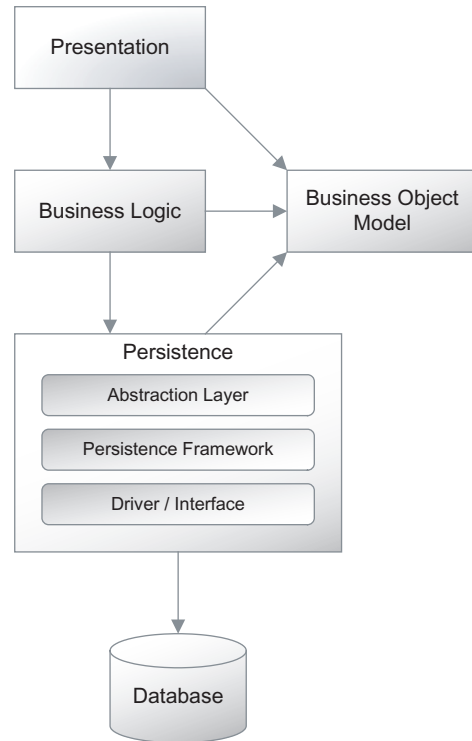 Presentation
Business Logic
Business Object
Model
Persistence
Abstraction Layer
Persistence Framework
Driver / Interface
Database